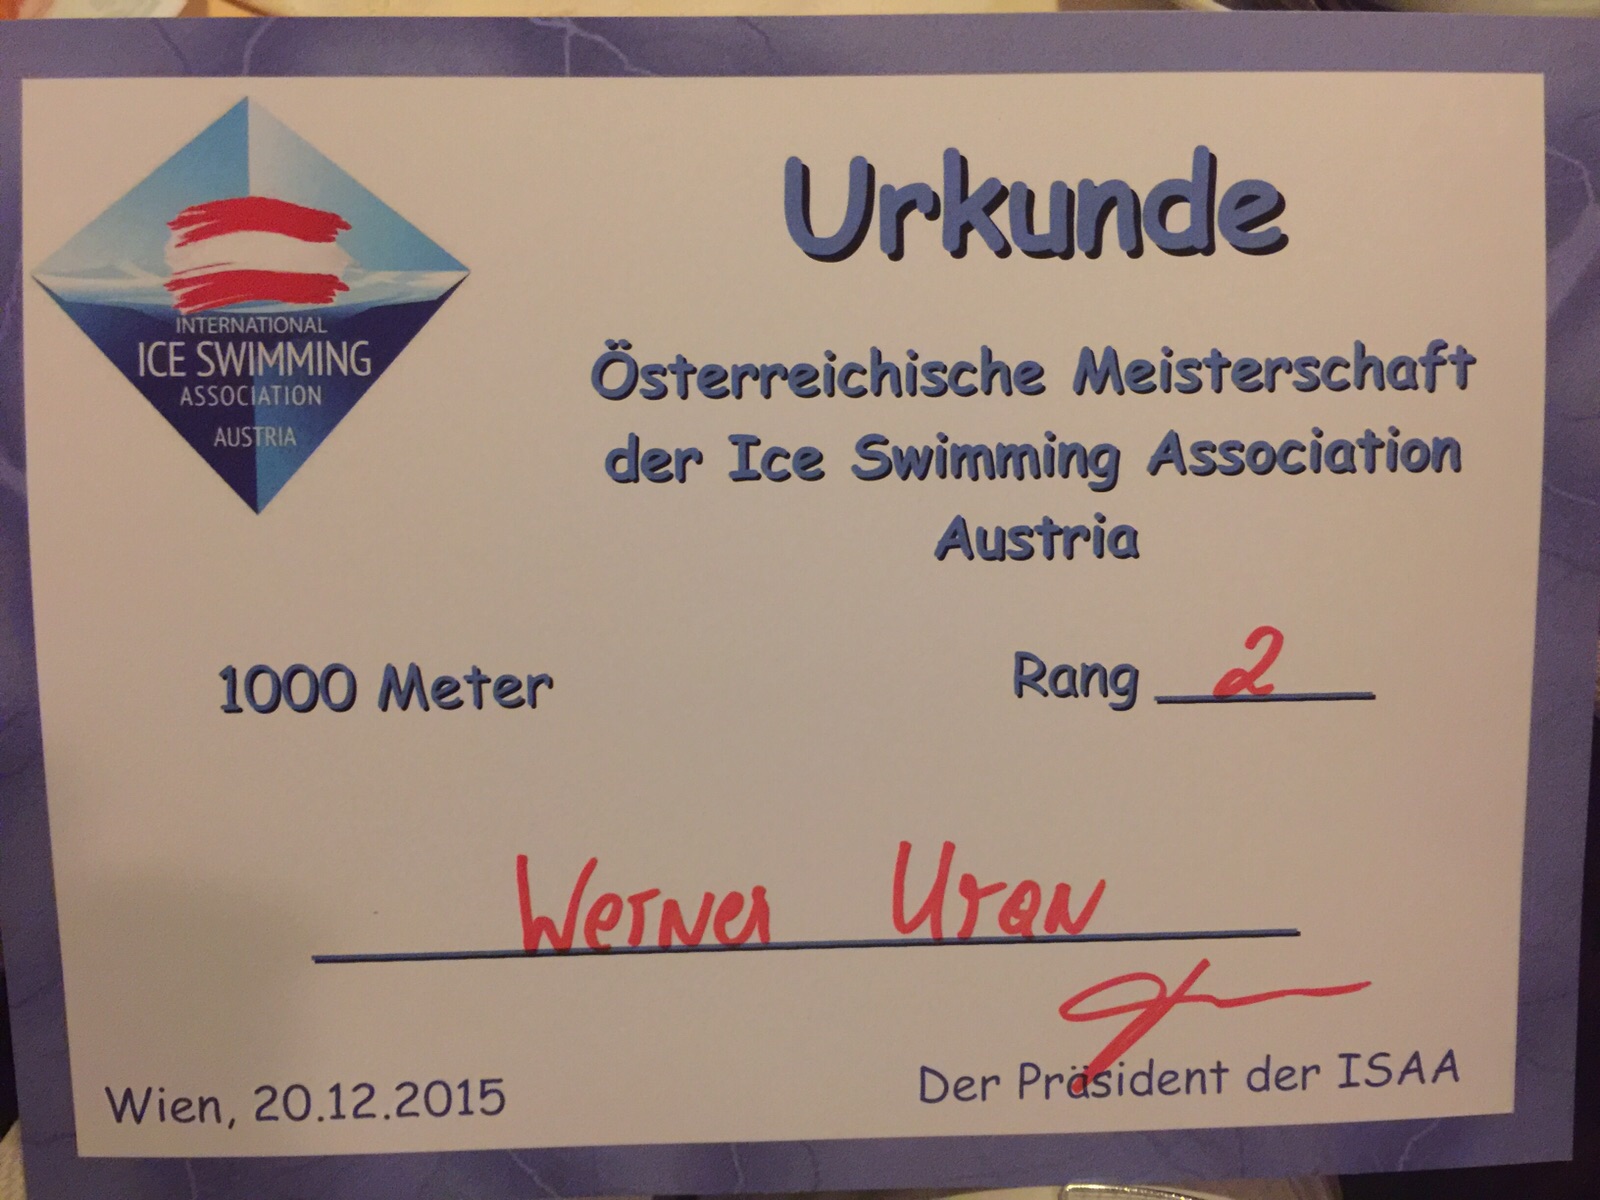 Urkunde
INTERNATIONAL
ICE SWIMMING
ASSOCIATION
AUSTRIA
Österreichische Meisterschaft
der Ice Swimming Association
Austria
1000 Meter Rang 2
Werner Uran
Wien, 20.12.2015 Der Präsident der ISAA